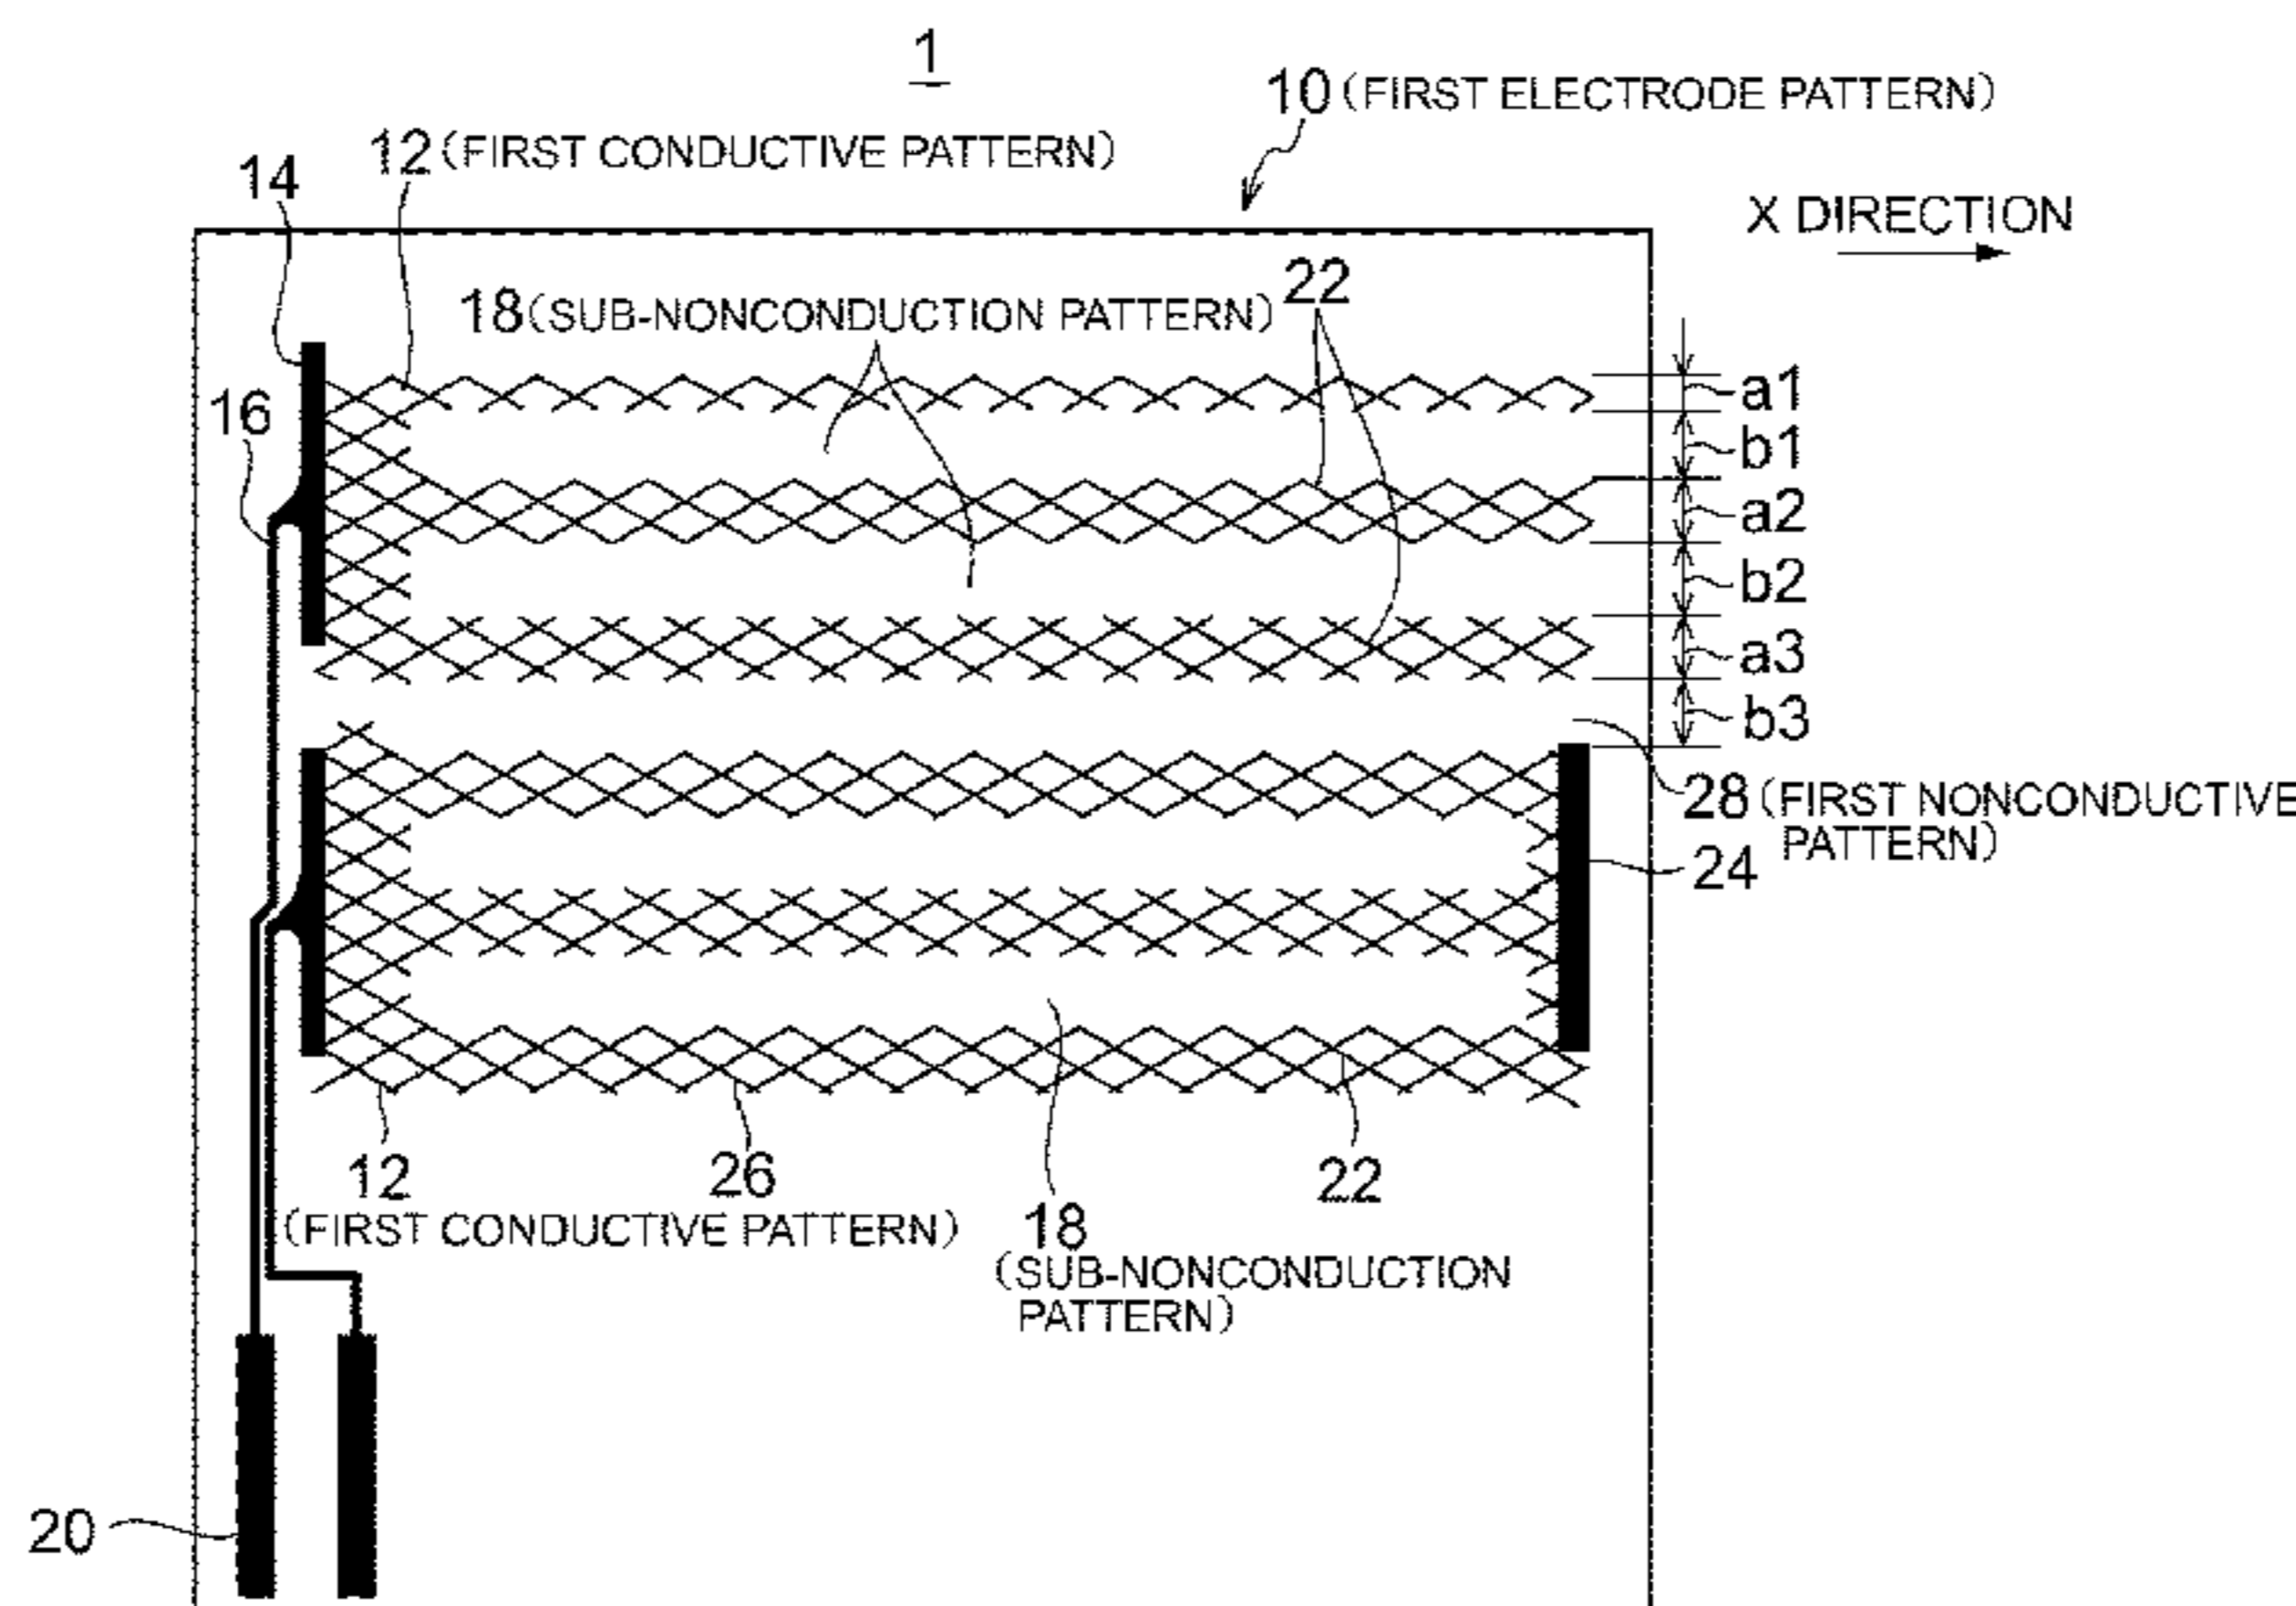 1
10 (FIRST ELECTRODE PATTERN)
12 (FIRST CONDUCTIVE PATTERN)
14
X DIRECTION
18 (SUB-NONCONDUCTION PATTERN)
22
16
a1
b1
a2
b2
a3
b3
28 (FIRST NONCONDUCTIVE
PATTERN)
24
12
(FIRST CONDUCTIVE PATTERN)
26
22
18
(SUB-NONCONDUCTION
PATTERN)
20